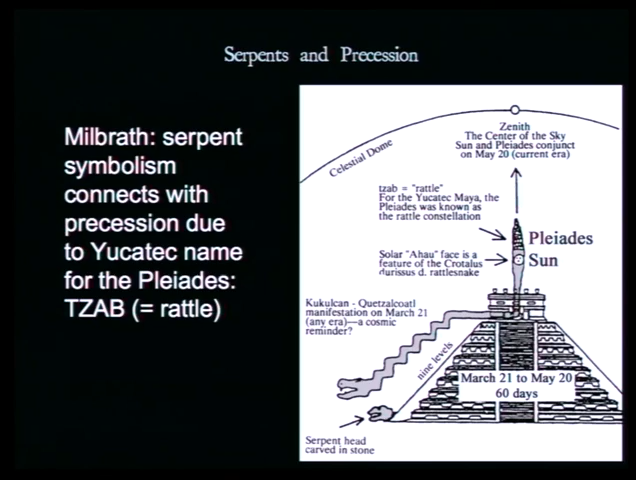 Serpents and Precession
Milbrath: serpent
symbolism
connects with
precession due
to Yucatec name
for the Pleiades:
TZAB (= rattle)
Celestial Dome
Zenith
The Center of the Sky
Sun and Pleiades conjunct
on May 20 (current era)
tzab = "rattle"
For the Yucatec Maya, the
Pleiades was known as
the rattle constellation
Pleiades
Solar "Ahau" face is a
feature of the Crotalus
durissus d. rattlesnake
Sun
Kukulcan - Quetzalcoatl
manifestation on March 21
(any era)—a cosmic
reminder?
nine levels
March 21 to May 20
60 days
Serpent head
carved in stone